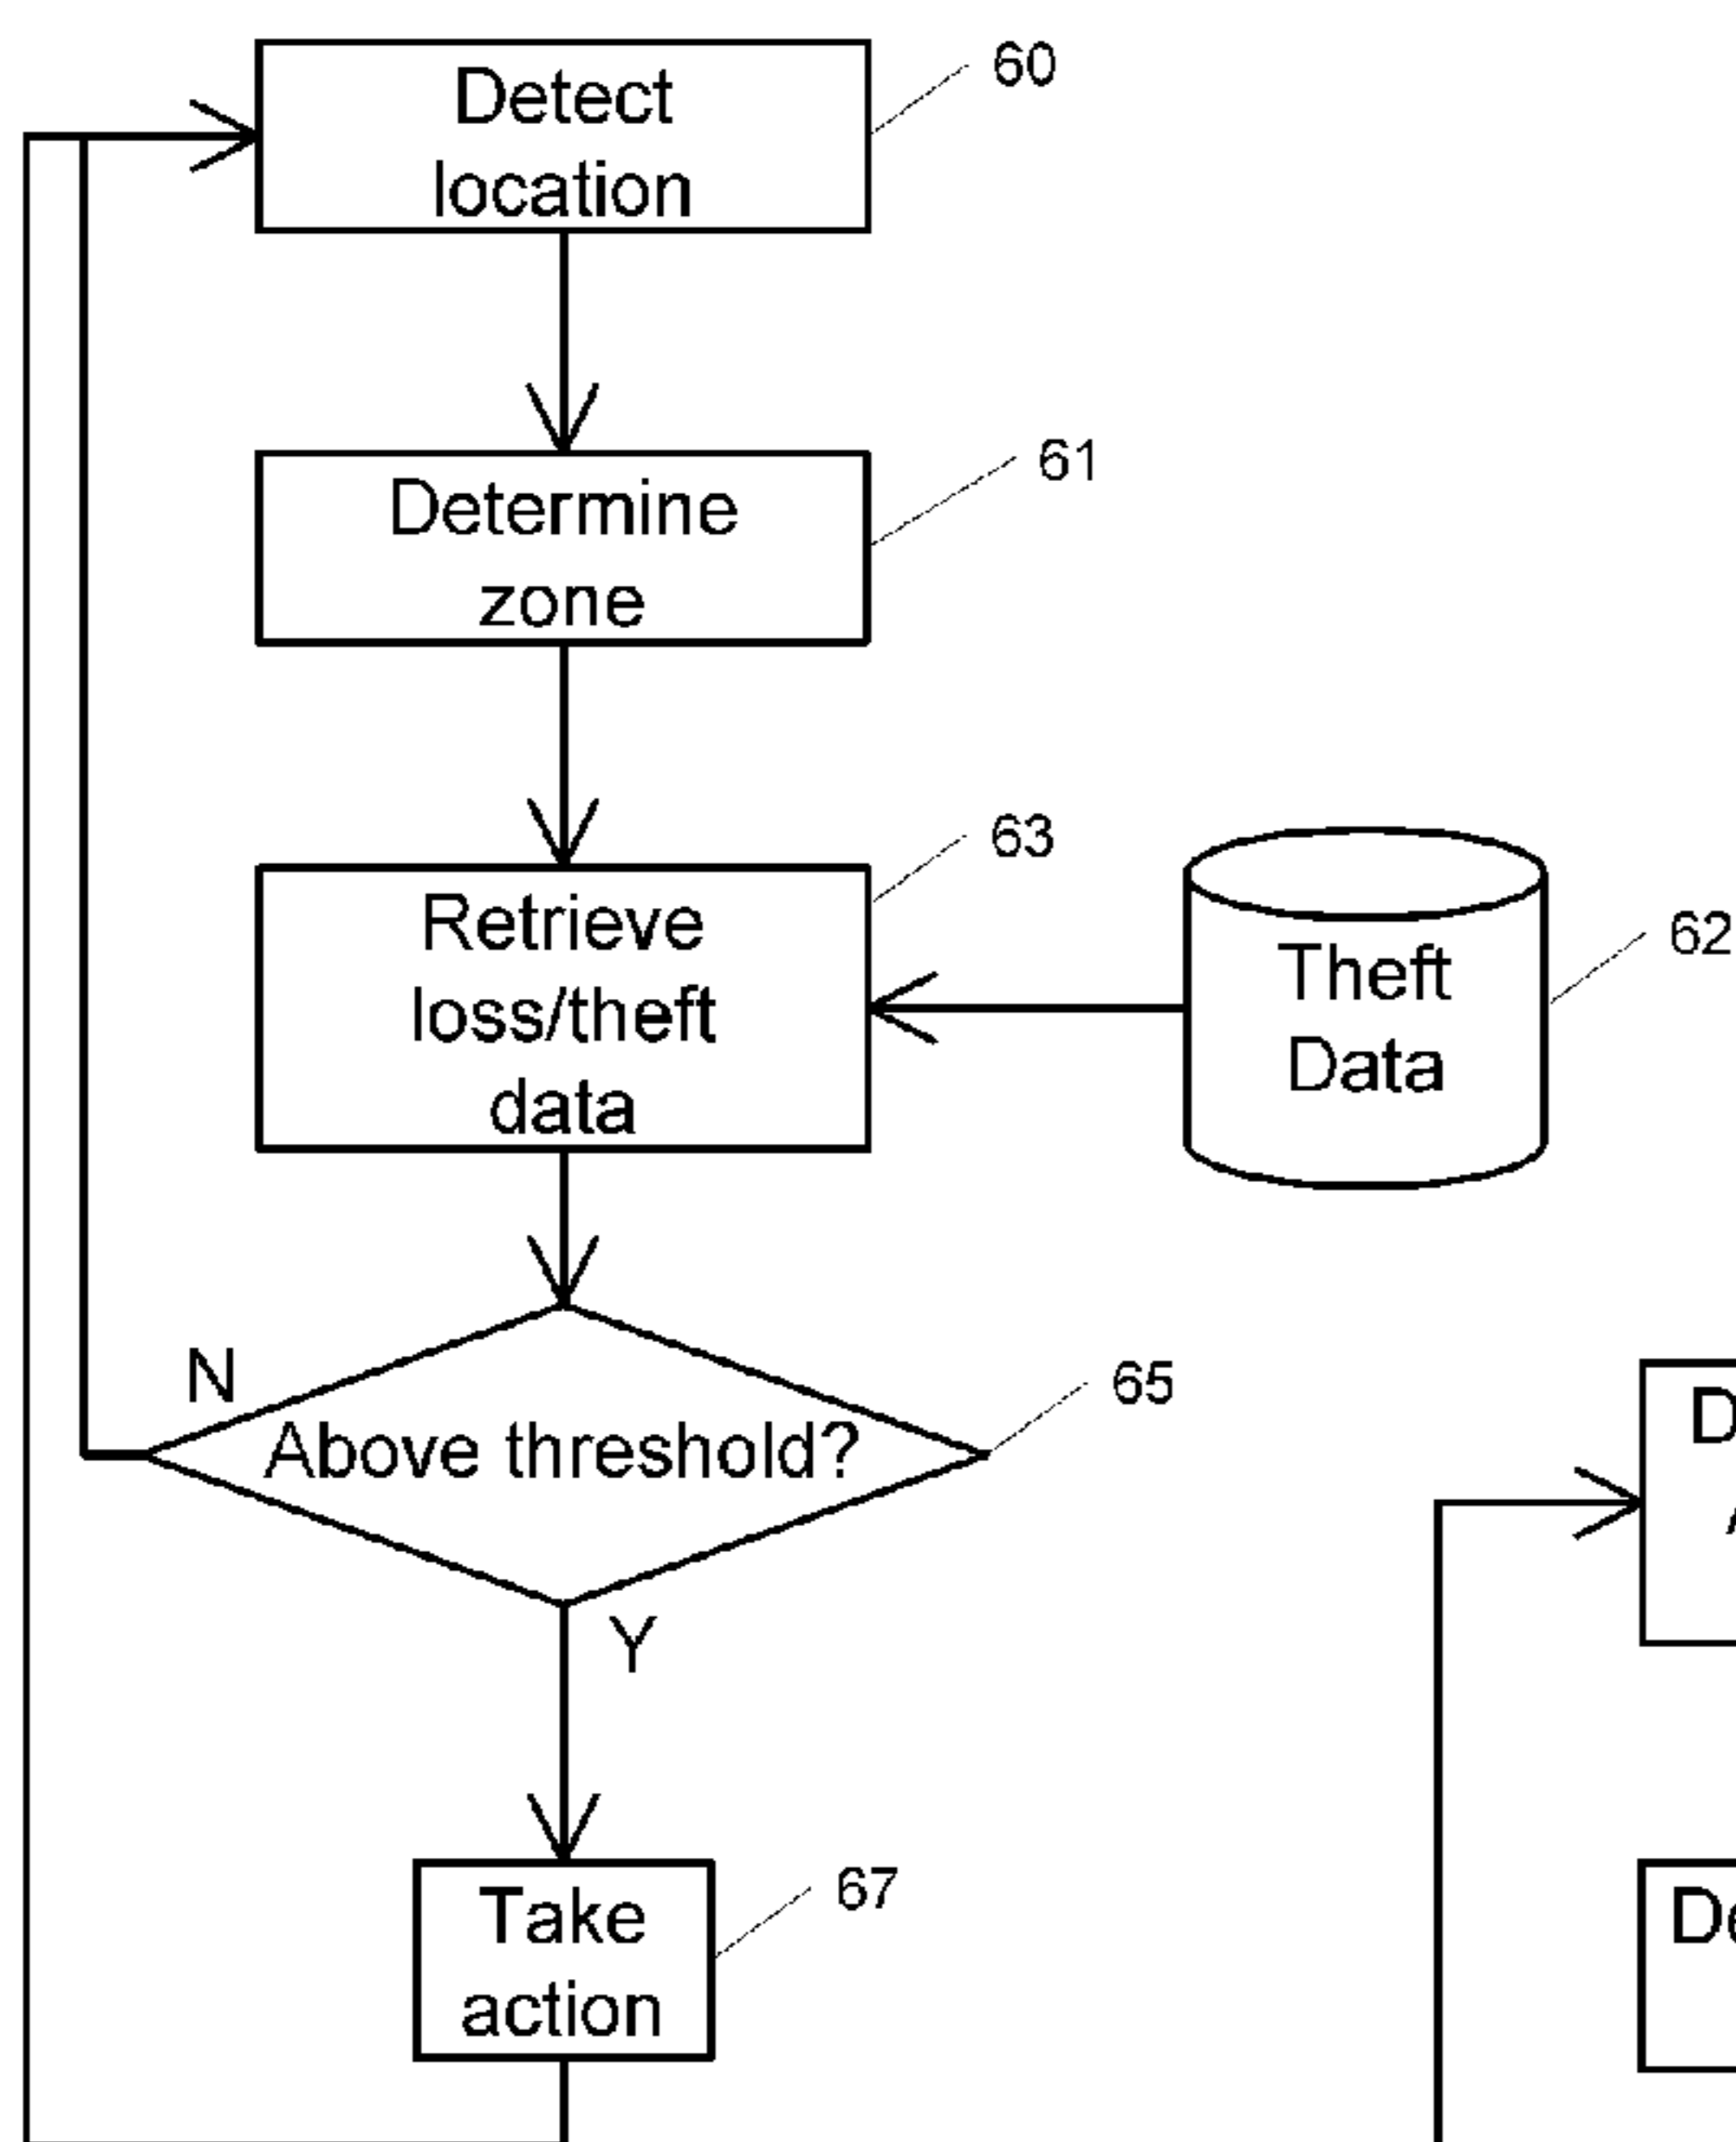 60
Detect
location
61
Determine
zone
63
Retrieve
loss/theft
data
62
Theft
Data
N
Above threshold?
65
Y
67
Take
action